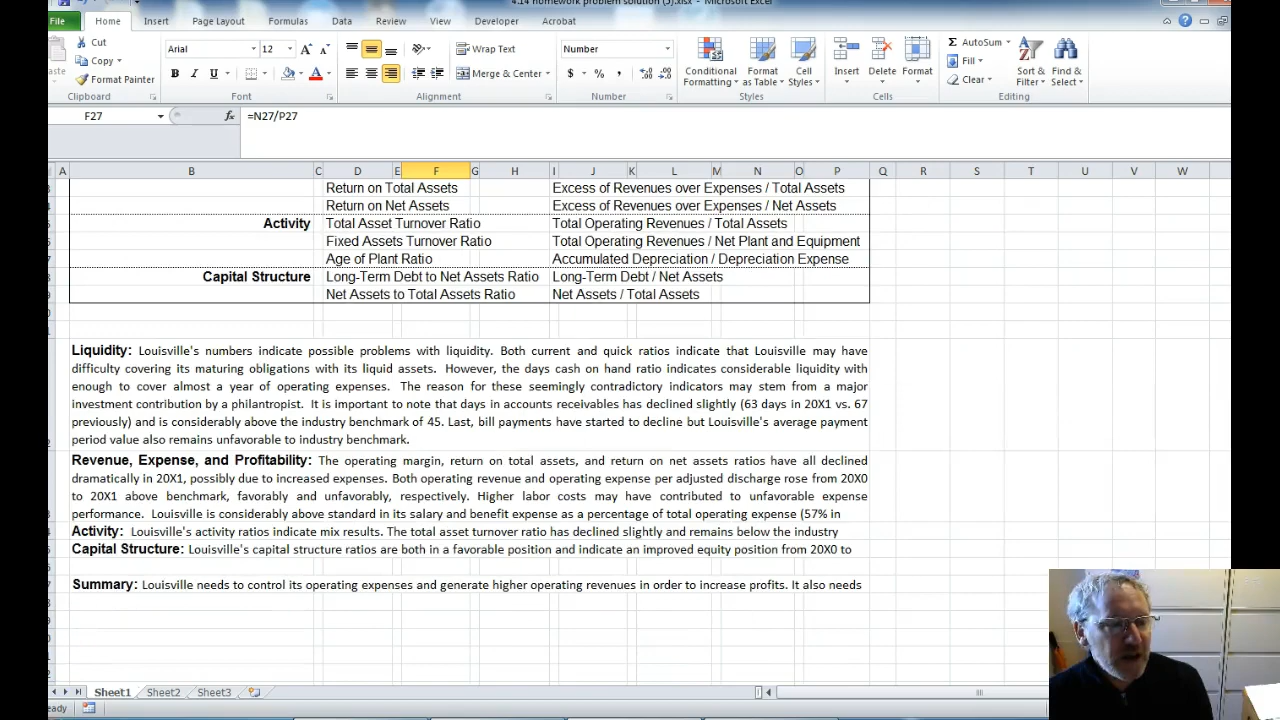 4.14 homework problem solution (5).xlsx - Microsoft Excel
File Home Insert Page Layout Formulas Data Review View Developer Acrobat
Cut
Copy
Format Painter
Clipboard
Arial 12
B I U
Font
Wrap Text
Merge & Center
Alignment
Number
$ % ,
Number
Conditional Formatting
Format as Table
Cell Styles
Styles
Insert Delete Format
Cells
AutoSum
Fill
Clear
Sort & Filter
Find & Select
Editing
F27 fx =N27/P27
A B C D E F G H I J K L M N O P Q R S T U V W
Return on Total Assets Excess of Revenues over Expenses / Total Assets
Return on Net Assets Excess of Revenues over Expenses / Net Assets
Activity Total Asset Turnover Ratio Total Operating Revenues / Total Assets
Fixed Assets Turnover Ratio Total Operating Revenues / Net Plant and Equipment
Age of Plant Ratio Accumulated Depreciation / Depreciation Expense
Capital Structure Long-Term Debt to Net Assets Ratio Long-Term Debt / Net Assets
Net Assets to Total Assets Ratio Net Assets / Total Assets
Liquidity: Louisville's numbers indicate possible problems with liquidity. Both current and quick ratios indicate that Louisville may have
difficulty covering its maturing obligations with its liquid assets. However, the days cash on hand ratio indicates considerable liquidity with
enough to cover almost a year of operating expenses. The reason for these seemingly contradictory indicators may stem from a major
investment contribution by a philantropist. It is important to note that days in accounts receivables has declined slightly (63 days in 20X1 vs. 67
previously) and is considerably above the industry benchmark of 45. Last, bill payments have started to decline but Louisville's average payment
period value also remains unfavorable to industry benchmark.
Revenue, Expense, and Profitability: The operating margin, return on total assets, and return on net assets ratios have all declined
dramatically in 20X1, possibly due to increased expenses. Both operating revenue and operating expense per adjusted discharge rose from 20X0
to 20X1 above benchmark, favorably and unfavorably, respectively. Higher labor costs may have contributed to unfavorable expense
performance. Louisville is considerably above standard in its salary and benefit expense as a percentage of total operating expense (57% in
Activity: Louisville's activity ratios indicate mix results. The total asset turnover ratio has declined slightly and remains below the industry
Capital Structure: Louisville's capital structure ratios are both in a favorable position and indicate an improved equity position from 20X0 to
Summary: Louisville needs to control its operating expenses and generate higher operating revenues in order to increase profits. It also needs
Sheet1 Sheet2 Sheet3